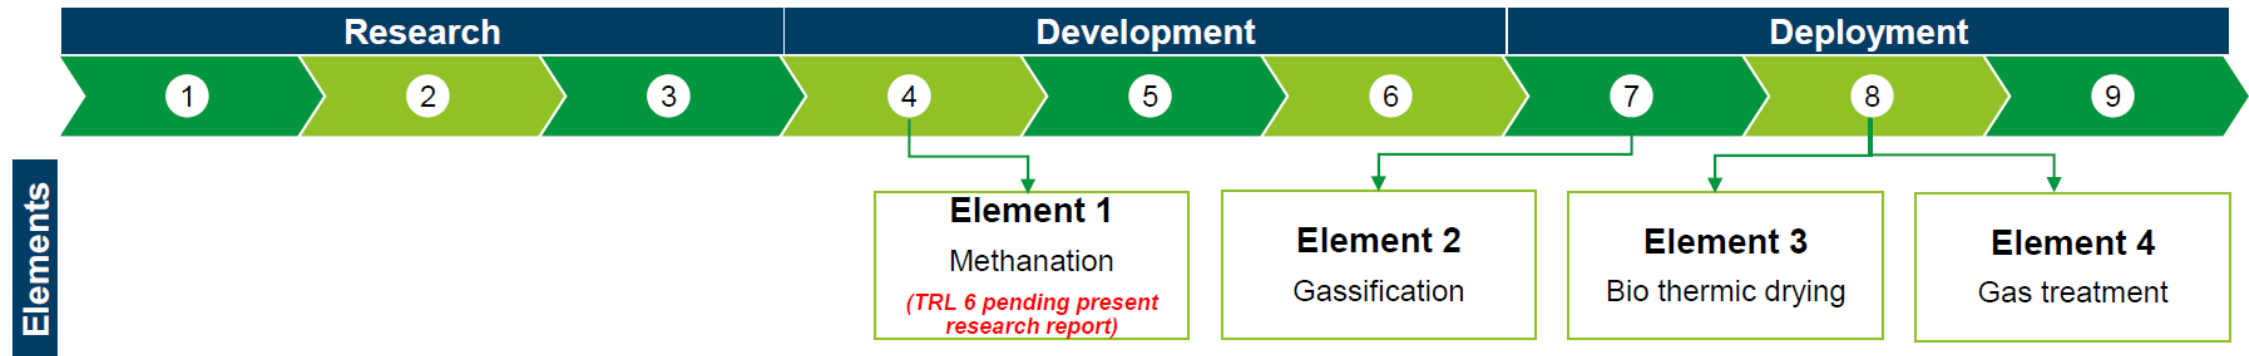 Research
Development
Deployment
1
2
3
4
5
6
7
8
9
Elements
Element 1
Methanation
(TRL 6 pending present
research report)
Element 2
Gassification
Element 3
Bio thermic drying
Element 4
Gas treatment